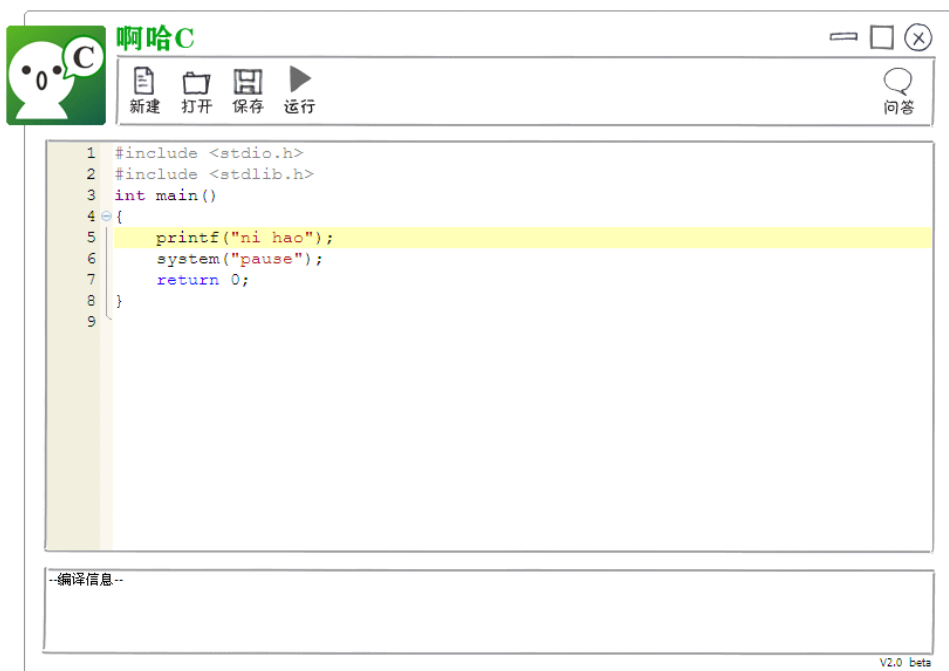 啊哈C
C
新建 打开 保存 运行 问答
1 #include <stdio.h>
2 #include <stdlib.h>
3 int main()
4 {
5     printf("ni hao");
6     system("pause");
7     return 0;
8 }
9
--编译信息--
V2.0 beta